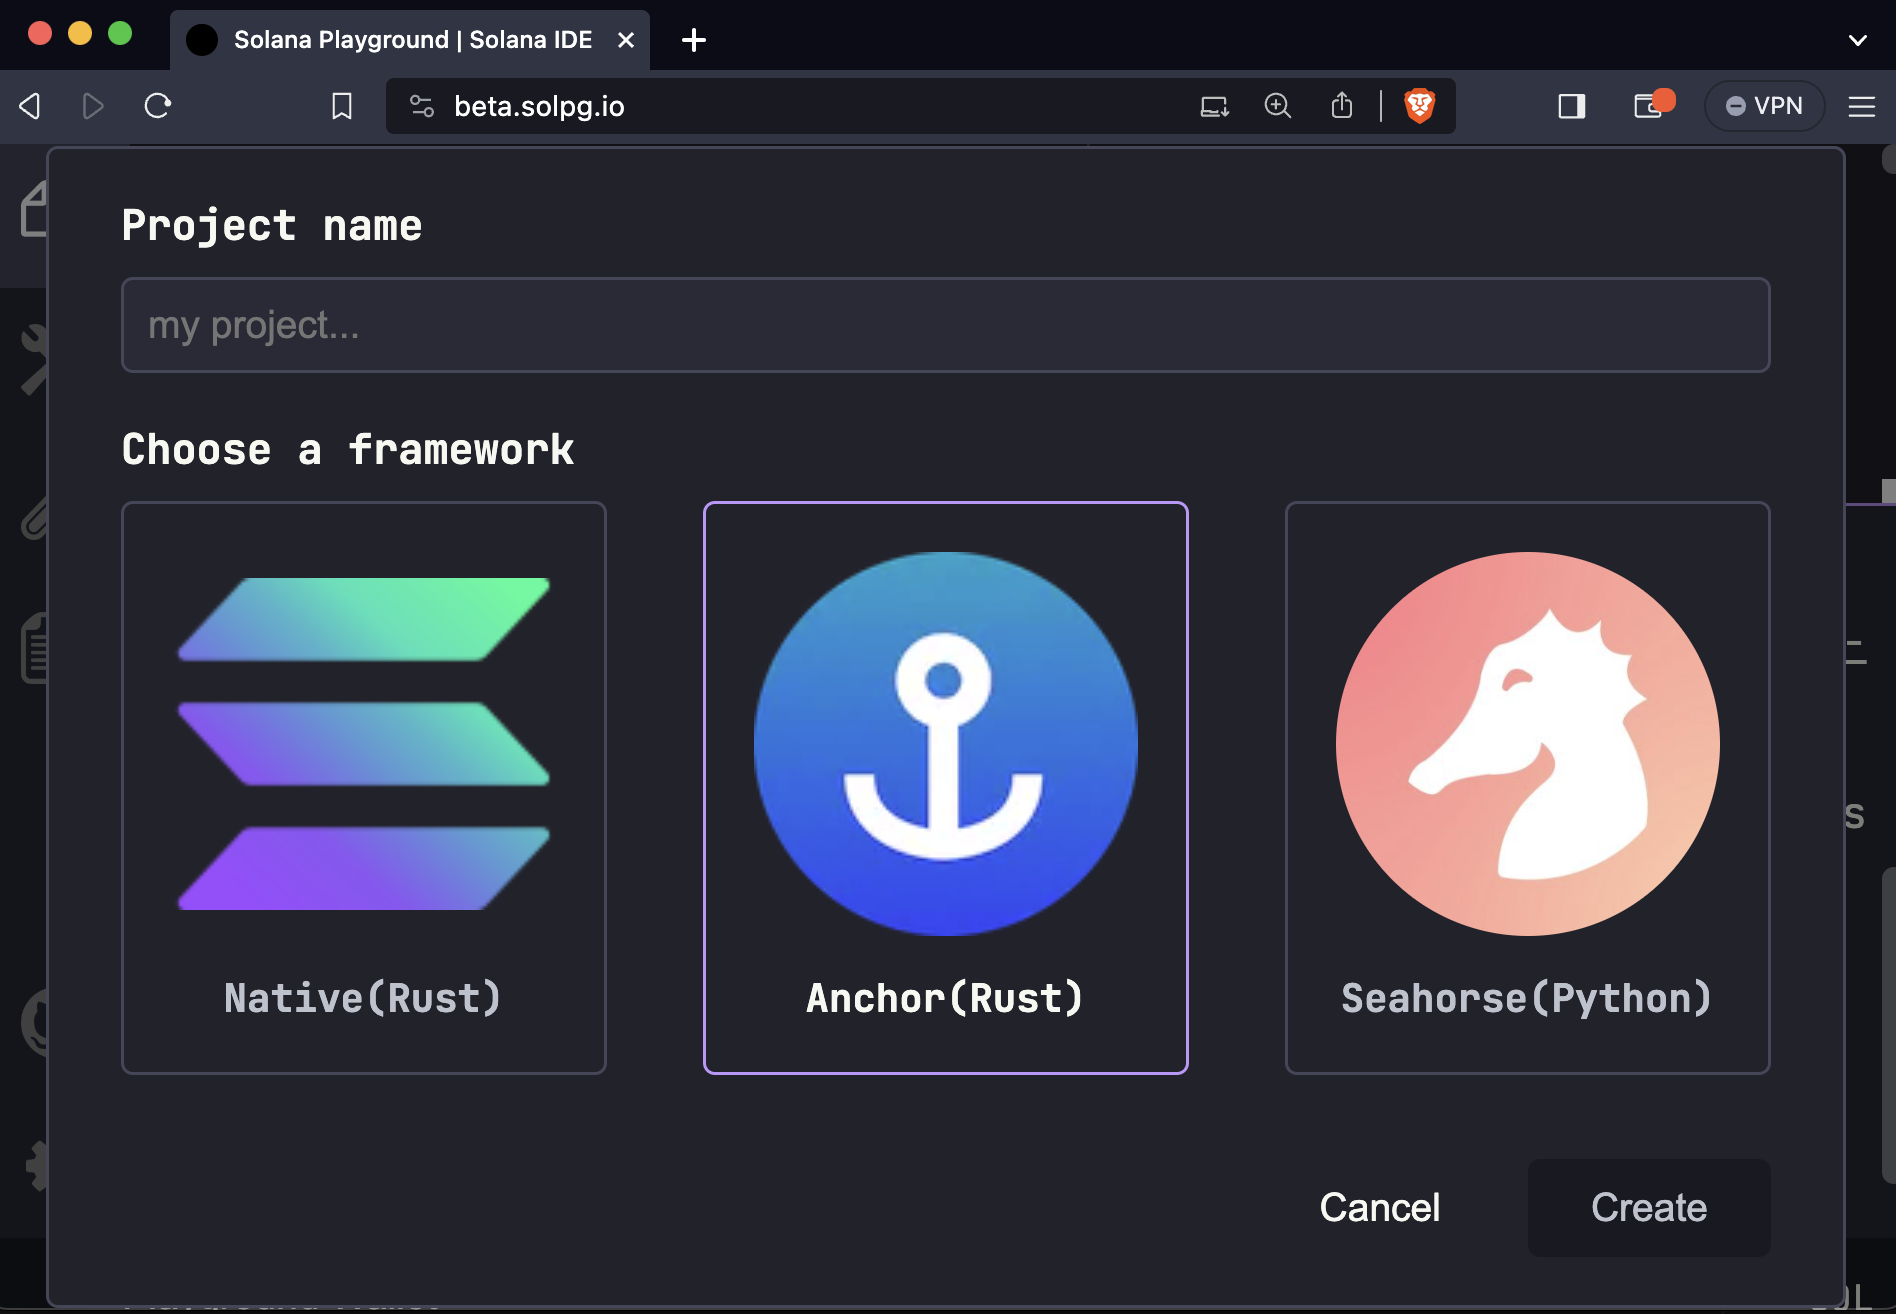 Solana Playground | Solana IDE
beta.solpg.io
VPN
Project name
my project...
Choose a framework
Native(Rust)
Anchor(Rust)
Seahorse(Python)
Cancel
Create